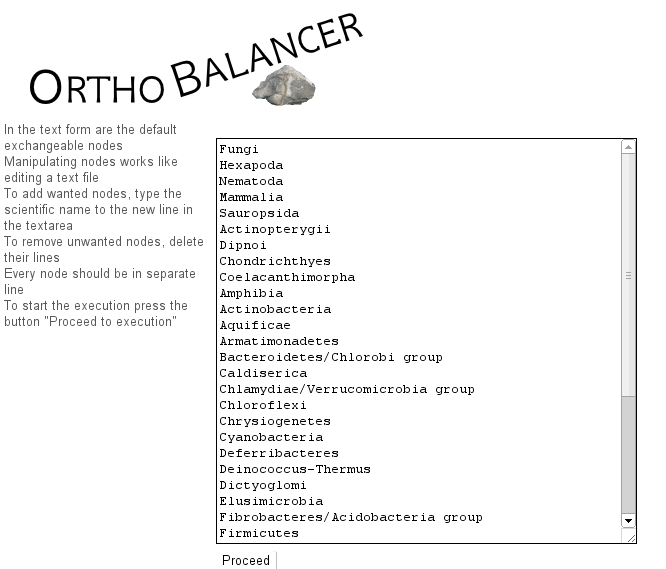 ORTHO BALANCER
In the text form are the default
exchangeable nodes
Manipulating nodes works like
editing a text file
To add wanted nodes, type the
scientific name to the new line in
the textarea
To remove unwanted nodes, delete
their lines
Every node should be in separate
line
To start the execution press the
button "Proceed to execution"
Fungi
Hexapoda
Nematoda
Mammalia
Sauropsida
Actinopterygii
Dipnoi
Chondrichthyes
Coelacanthimorpha
Amphibia
Actinobacteria
Aquificae
Armatimonadetes
Bacteroidetes/Chlorobi group
Caldiserica
Chlamydiae/Verrucomicrobia group
Chloroflexi
Chrysiogenetes
Cyanobacteria
Deferribacteres
Deinococcus-Thermus
Dictyoglomi
Elusimicrobia
Fibrobacteres/Acidobacteria group
Firmicutes
Proceed